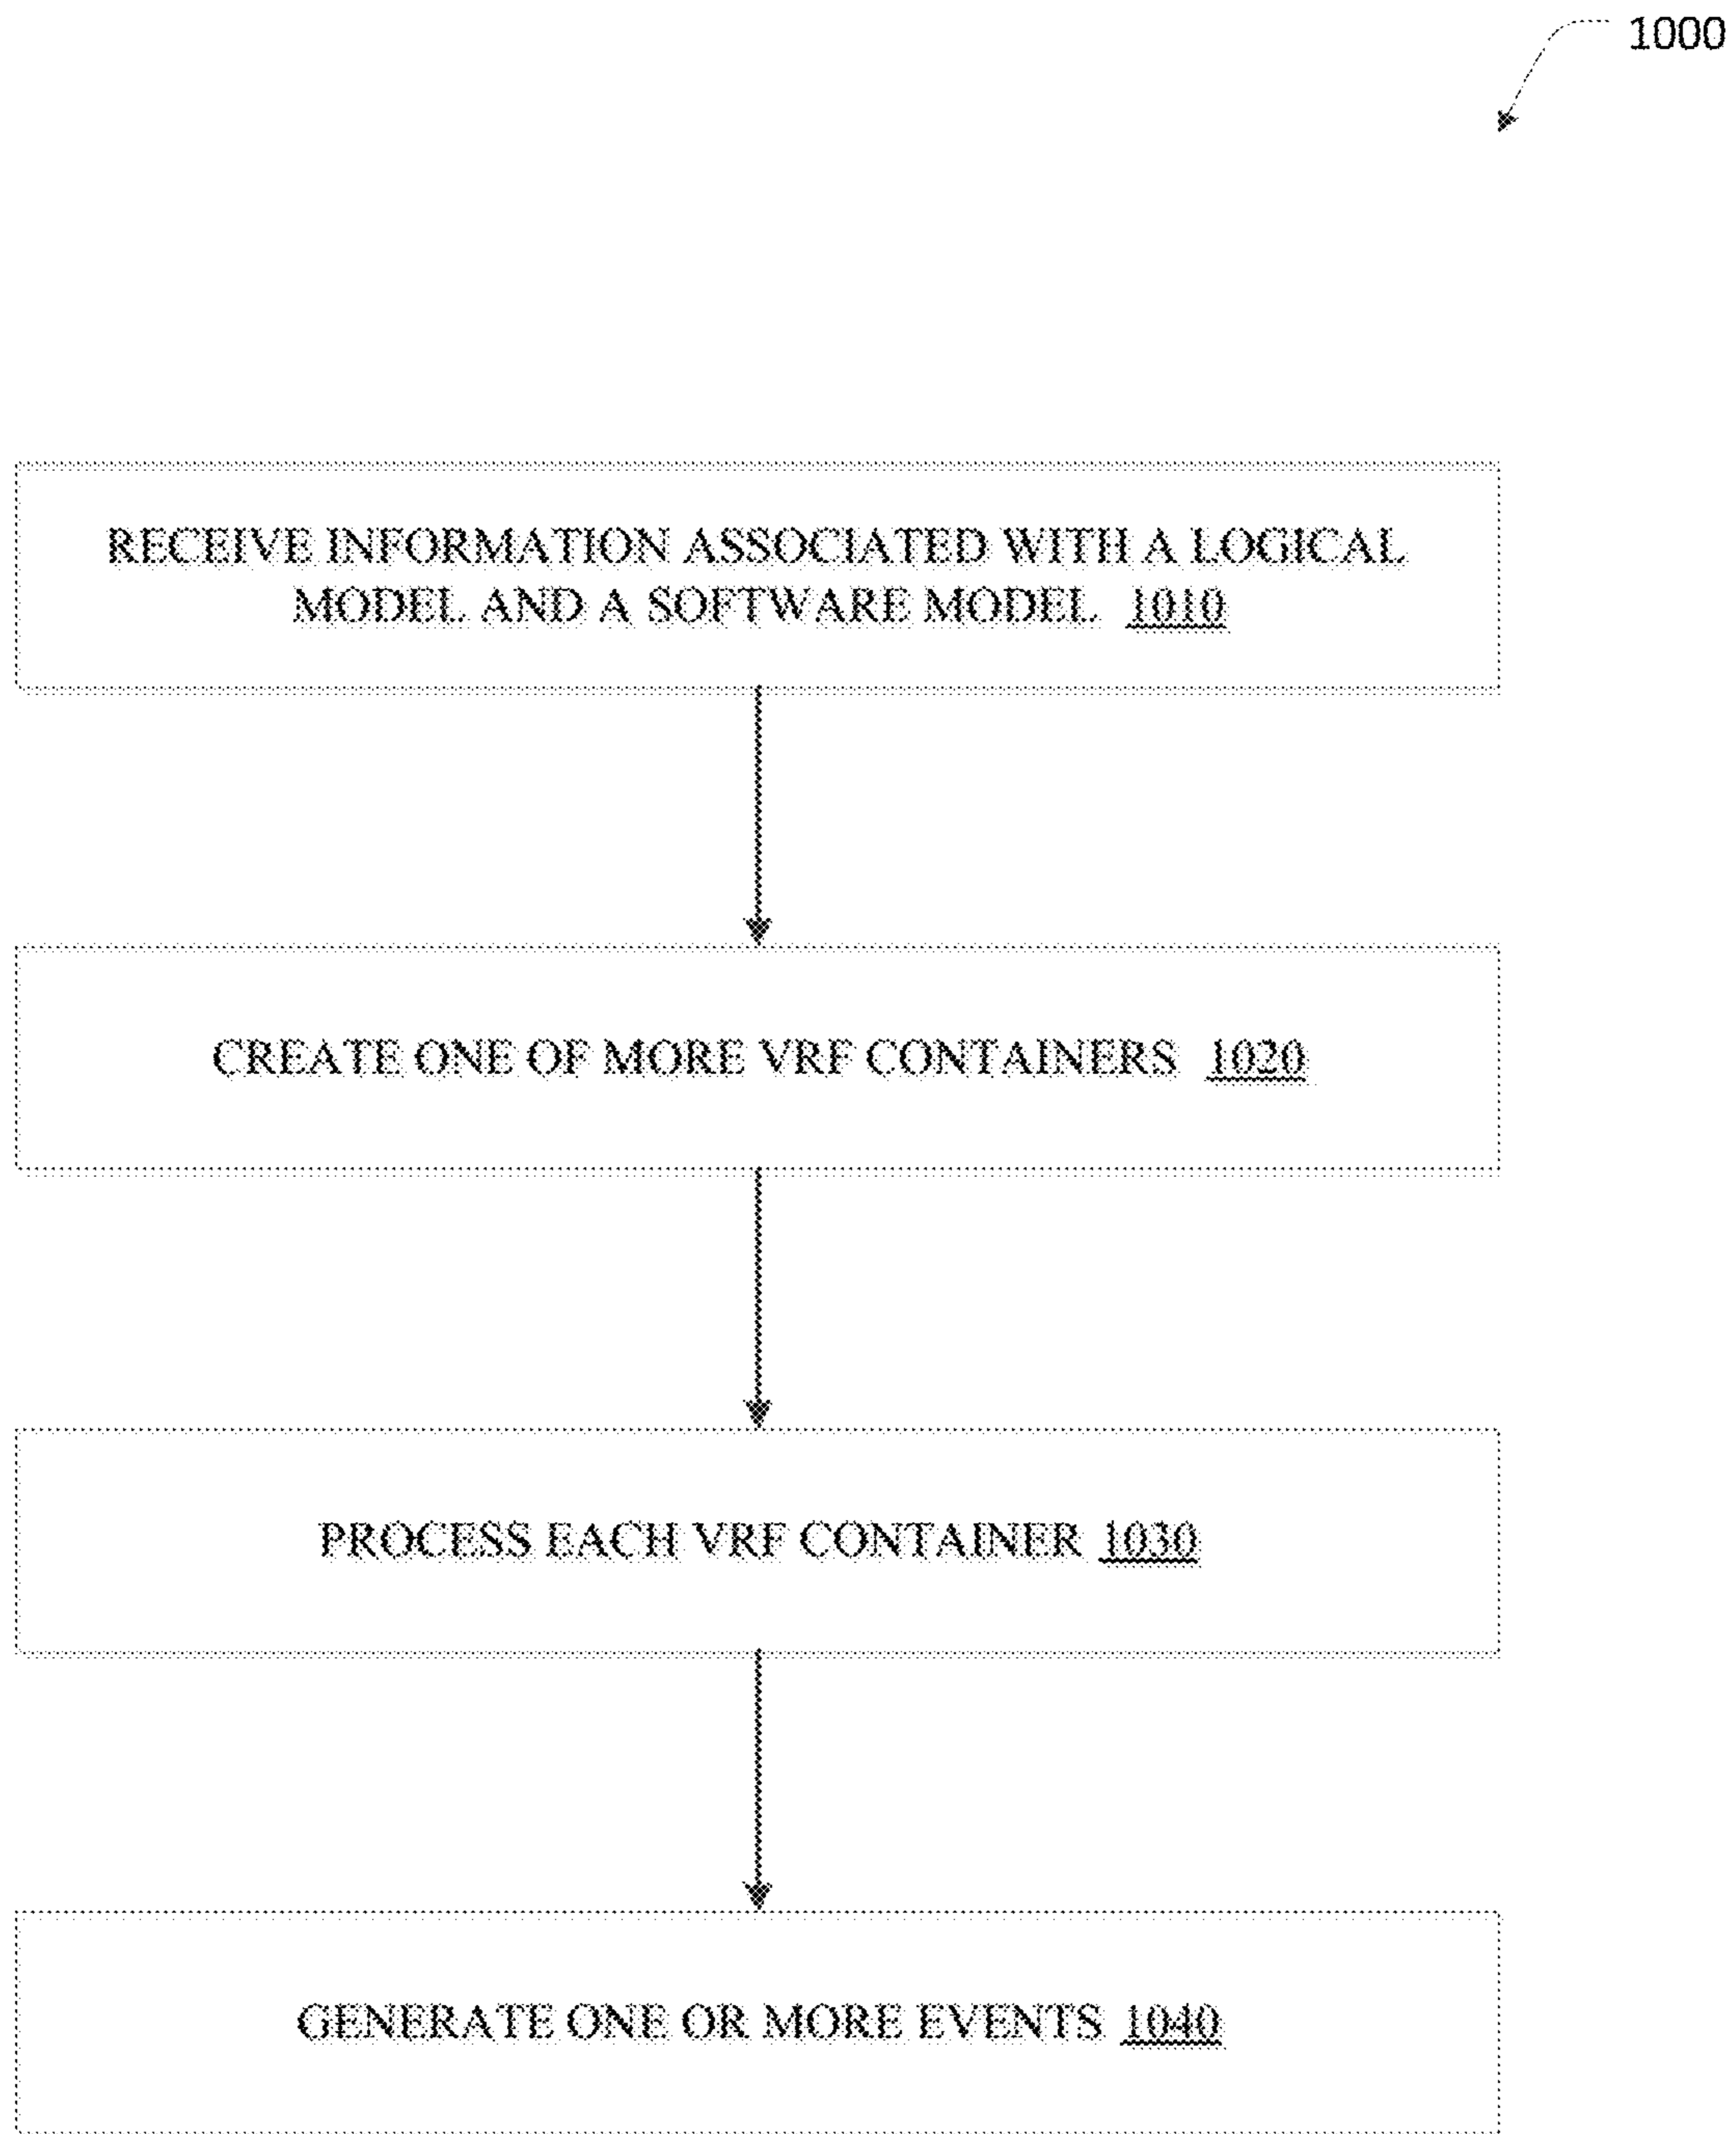 1000
RECEIVE INFORMATION ASSOCIATED WITH A LOGICAL
MODEL AND A SOFTWARE MODEL 1010
CREATE ONE OF MORE VRF CONTAINERS 1020
PROCESS EACH VRF CONTAINER 1030
GENERATE ONE OR MORE EVENTS 1040